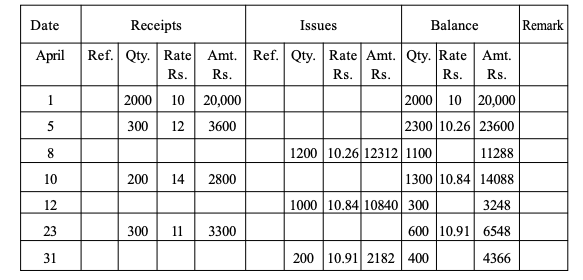 Date Receipts Issues Balance Remark
April Ref. Qty. Rate Amt. Ref. Qty. Rate Amt. Qty. Rate Amt.
Rs. Rs. Rs. Rs. Rs. Rs.
1 2000 10 20,000 2000 10 20,000
5 300 12 3600 2300 10.26 23600
8 1200 10.26 12312 1100 11288
10 200 14 2800 1300 10.84 14088
12 1000 10.84 10840 300 3248
23 300 11 3300 600 10.91 6548
31 200 10.91 2182 400 4366